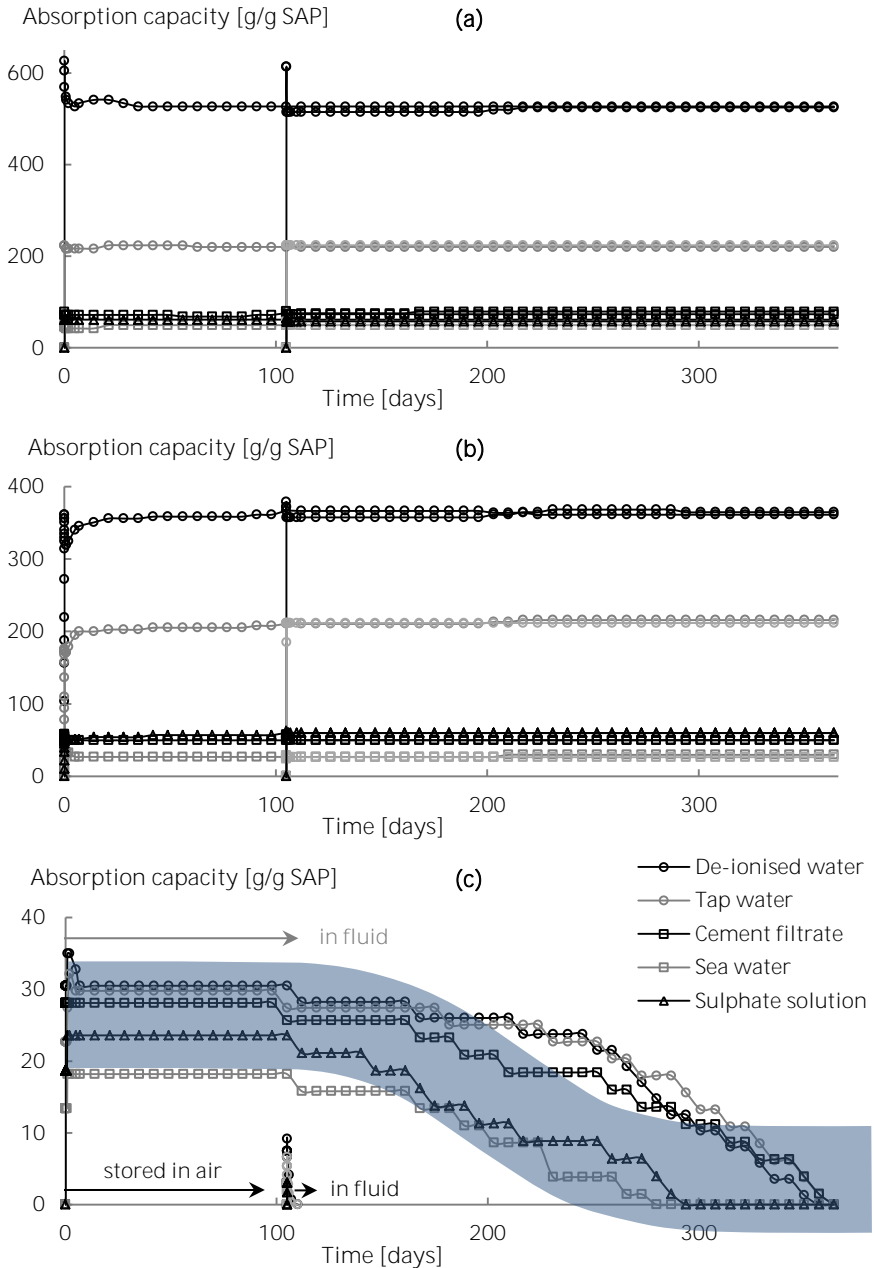 Absorption capacity [g/g SAP] (a)
600
400
200
0
0 100 200 300
Time [days]
Absorption capacity [g/g SAP] (b)
400
300
200
100
0
0 100 200 300
Time [days]
Absorption capacity [g/g SAP] (c)
De-ionised water
Tap water
Cement filtrate
Sea water
Sulphate solution
40
in fluid
30
20
10
stored in air
in fluid
0
0 100 200 300
Time [days]